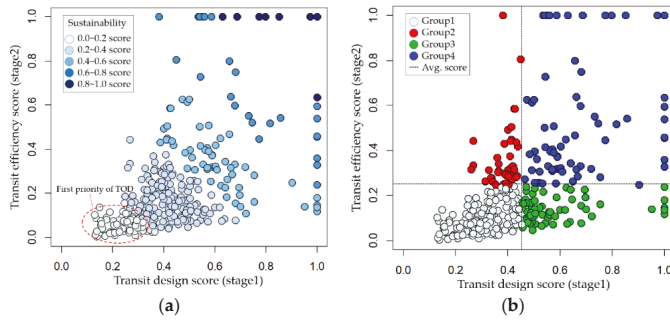 Sustainability
0.0~0.2 score
0.2~0.4 score
0.4~0.6 score
0.6~0.8 score
0.8~1.0 score
First priority of TOD
Transit efficiency score (stage2)
0.0 0.2 0.4 0.6 0.8 1.0
0.0 0.2 0.4 0.6 0.8 1.0
Transit design score (stage1)
(a)
Group1
Group2
Group3
Group4
Avg. score
Transit efficiency score (stage2)
0.0 0.2 0.4 0.6 0.8 1.0
0.0 0.2 0.4 0.6 0.8 1.0
Transit design score (stage1)
(b)